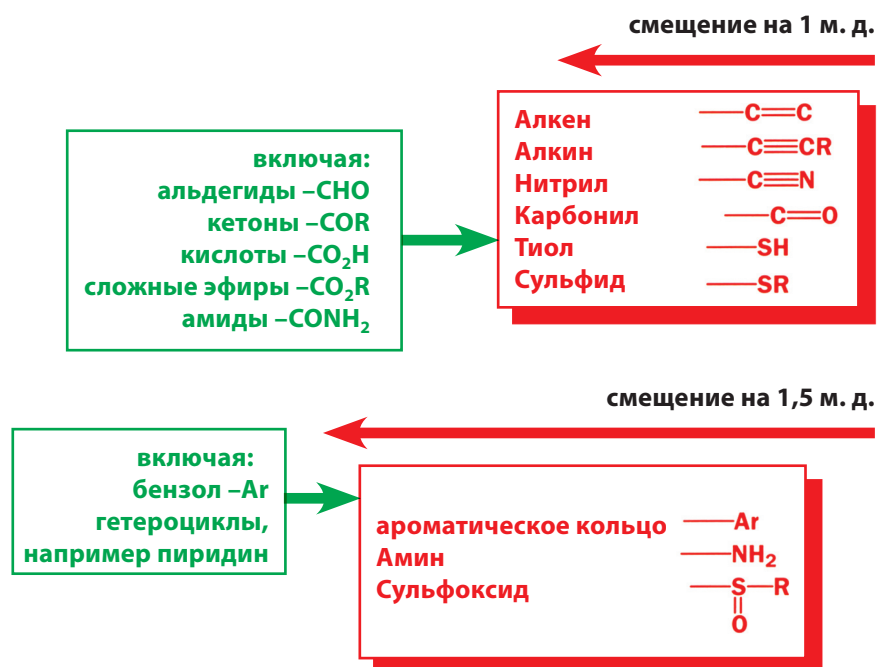 смещение на 1 м. д.
включая:
альдегиды –CHO
кетоны –COR
кислоты –CO₂H
сложные эфиры –CO₂R
амиды –CONH₂
Алкен —C=C
Алкин —C≡CR
Нитрил —C≡N
Карбонил —C=O
Тиол —SH
Сульфид —SR
смещение на 1,5 м. д.
включая:
бензол –Ar
гетероциклы,
например пиридин
ароматическое кольцо —Ar
Амин —NH₂
Сульфоксид —S—R
O